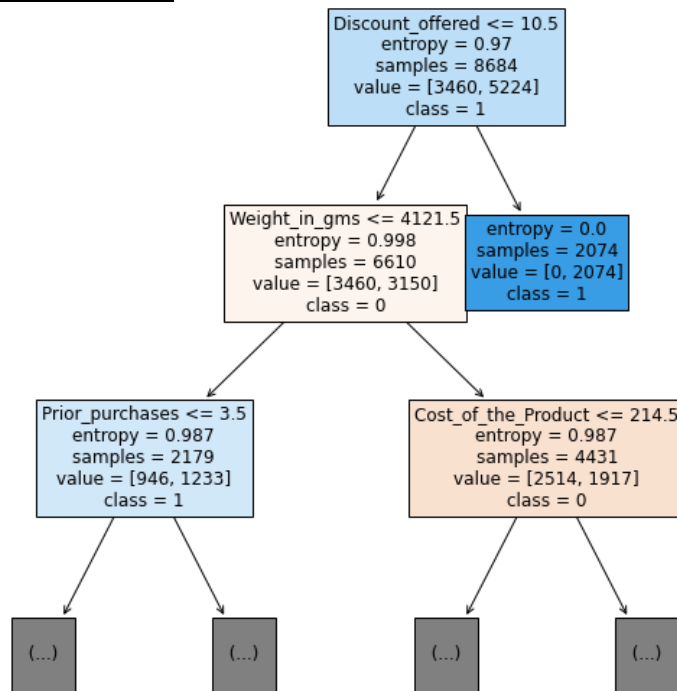 Discount_offered <= 10.5
entropy = 0.97
samples = 8684
value = [3460, 5224]
class = 1
Weight_in_gms <= 4121.5
entropy = 0.998
samples = 6610
value = [3460, 3150]
class = 0
entropy = 0.0
samples = 2074
value = [0, 2074]
class = 1
Prior_purchases <= 3.5
entropy = 0.987
samples = 2179
value = [946, 1233]
class = 1
Cost_of_the_Product <= 214.5
entropy = 0.987
samples = 4431
value = [2514, 1917]
class = 0
(...)
(...)
(...)
(...)